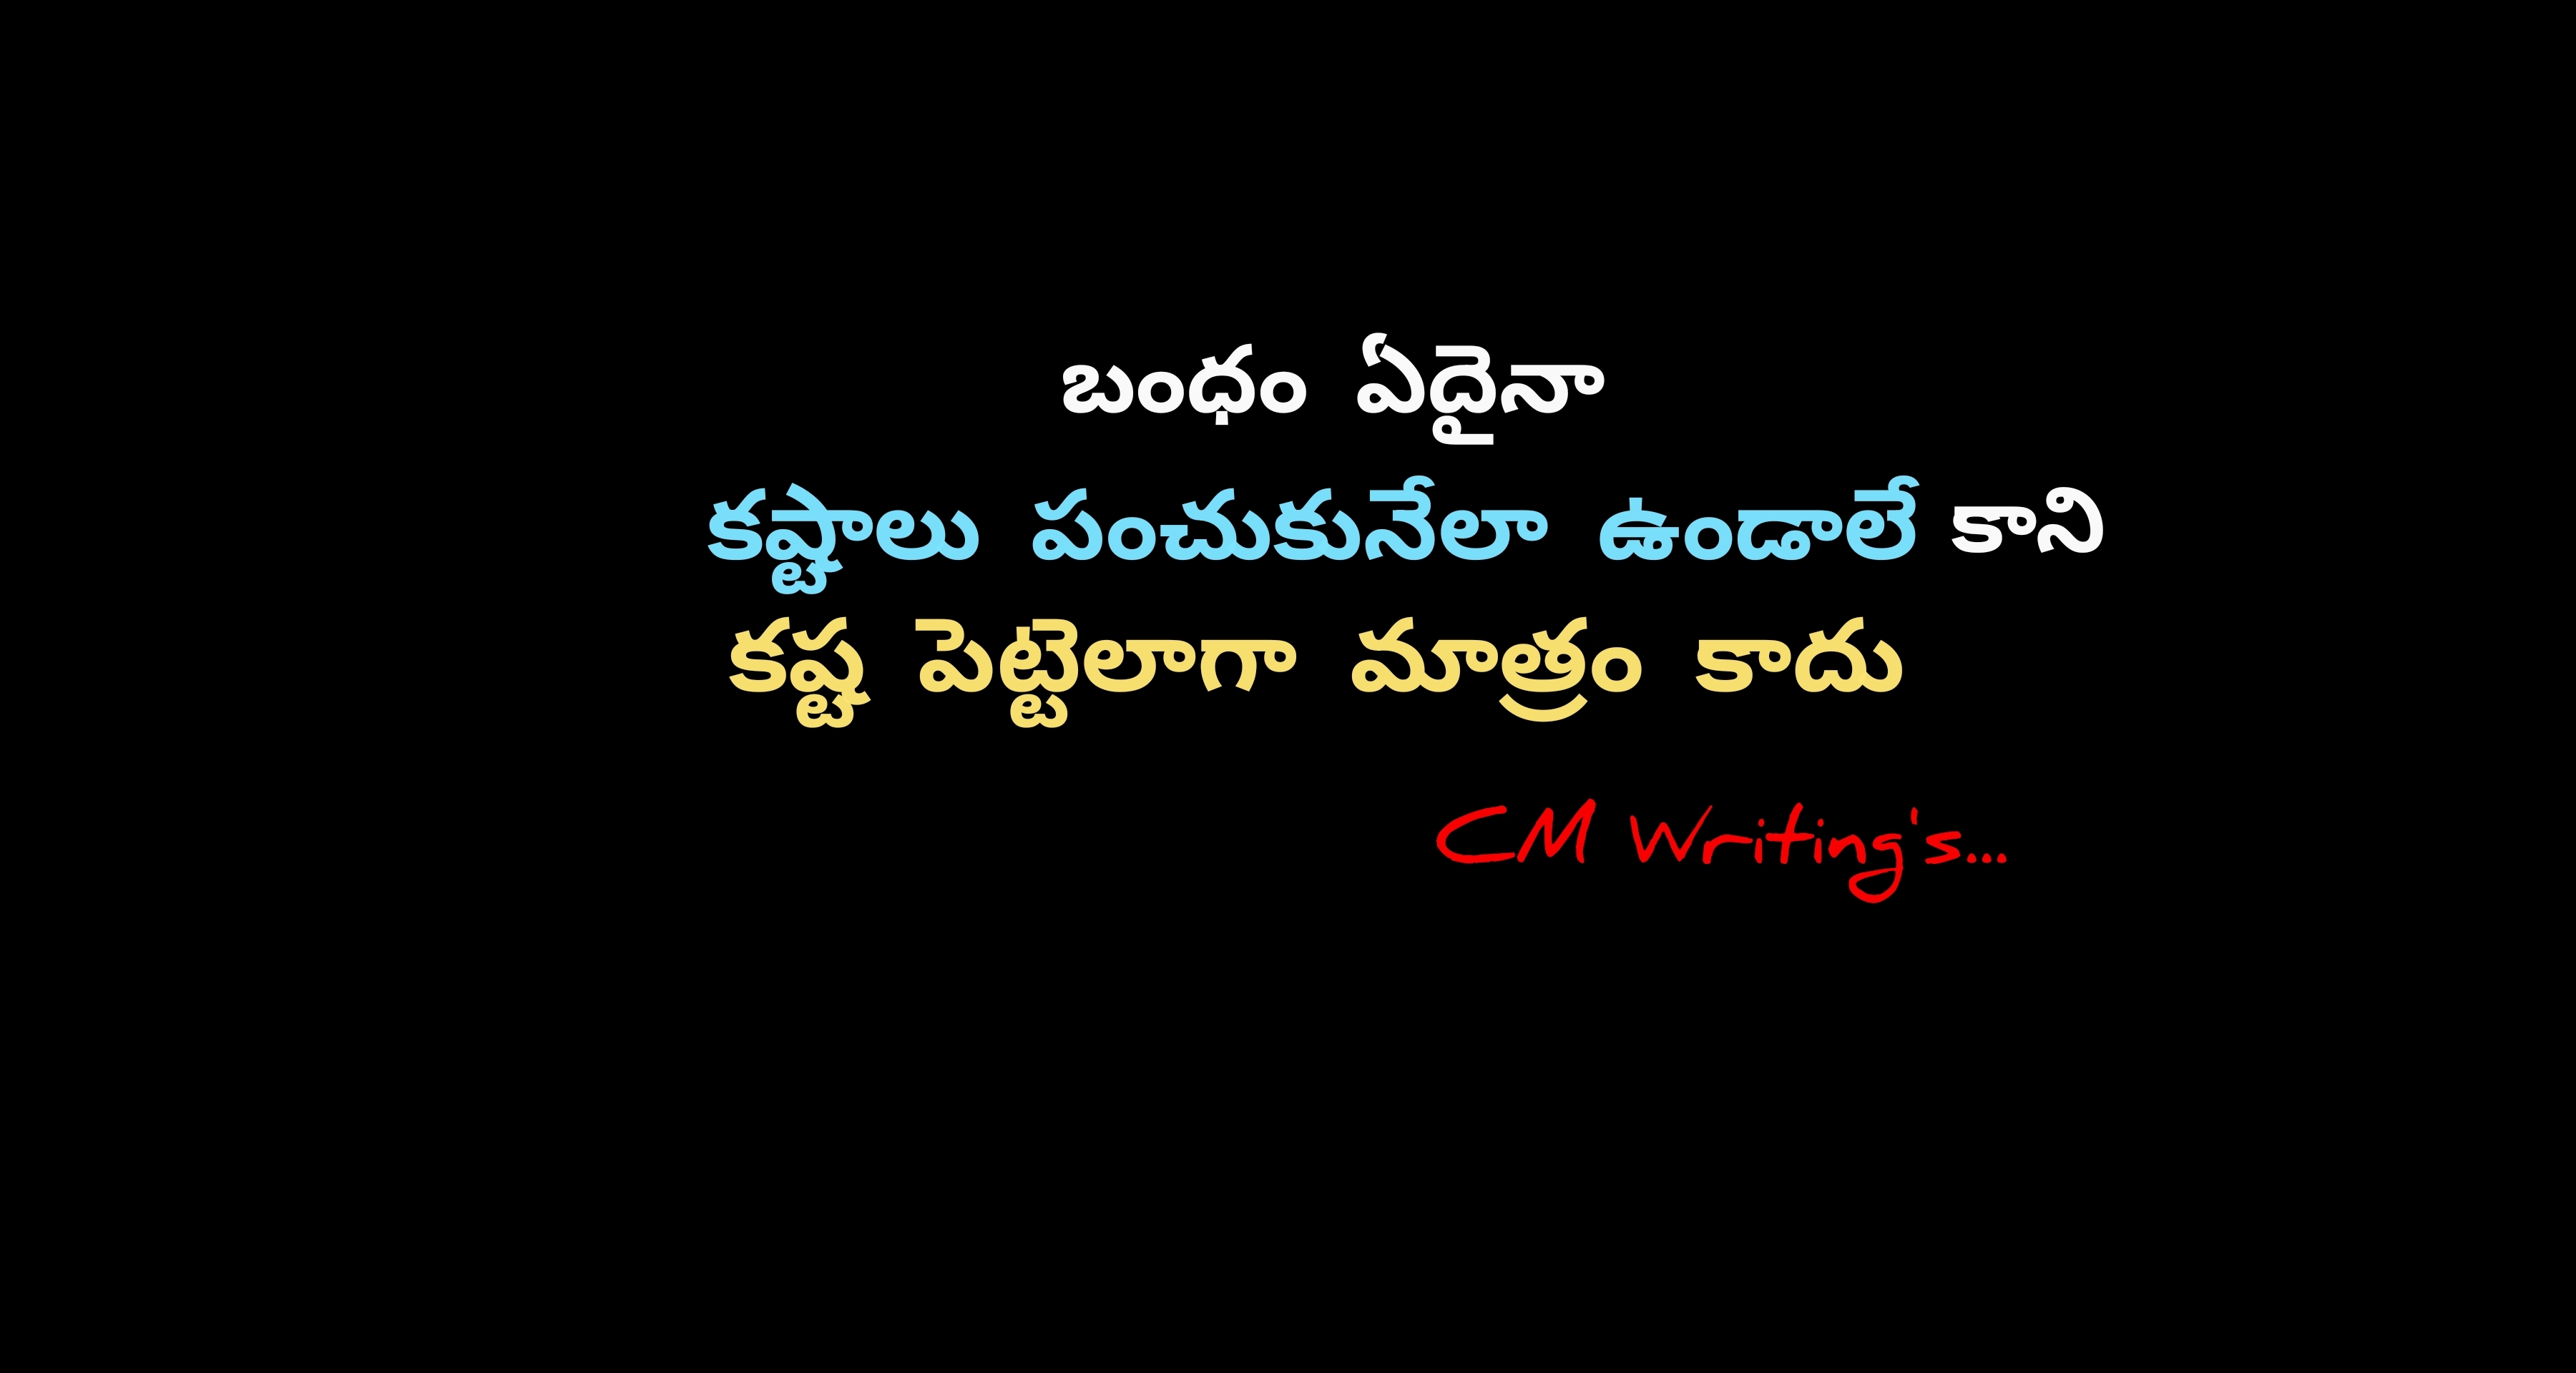 బంధం ఏదైనా
కష్టాలు పంచుకునేలా ఉండాలే కాని
కష్ట పెట్టెలాగా మాత్రం కాదు
CM Writing's...